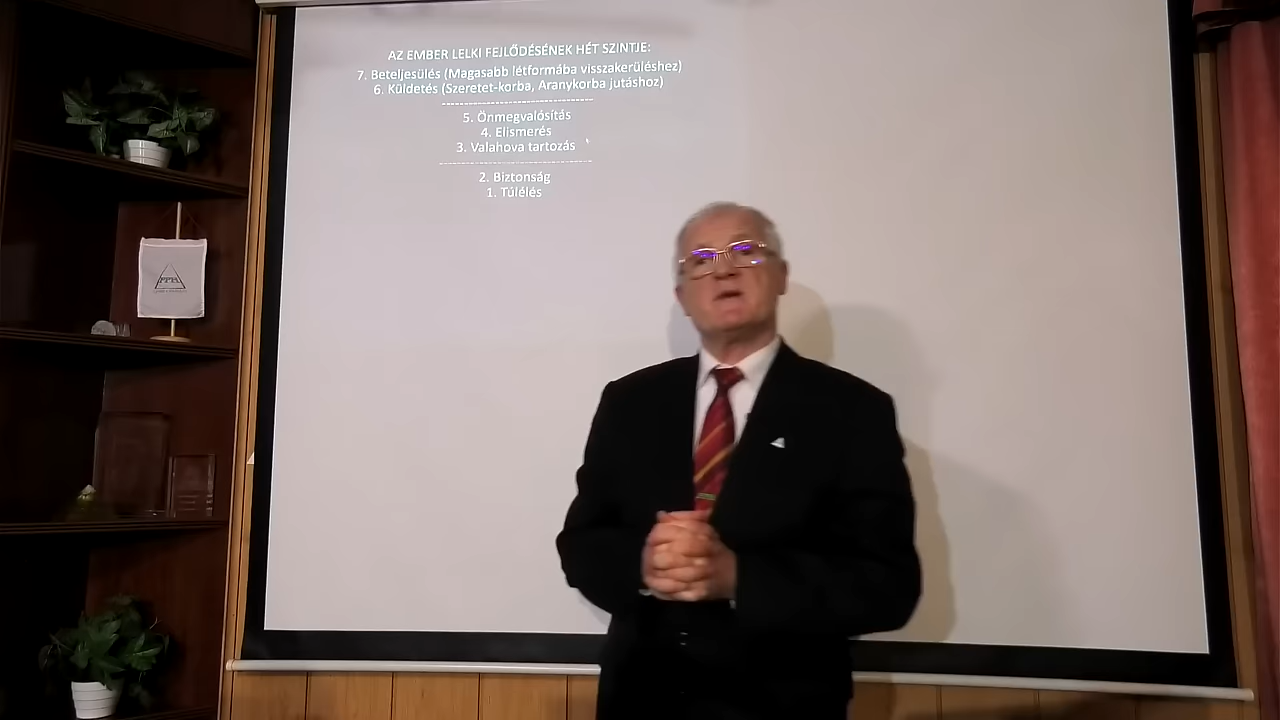 AZ EMBER LELKI FEJLŐDÉSÉNEK HÉT SZINTJE:
7. Beteljesülés (Magasabb létformába visszakerüléshez)
6. Küldetés (Szeretet-korba, Aranykorba jutáshoz)
5. Önmegvalósítás
4. Elismerés
3. Valahova tartozás
2. Biztonság
1. Túlélés